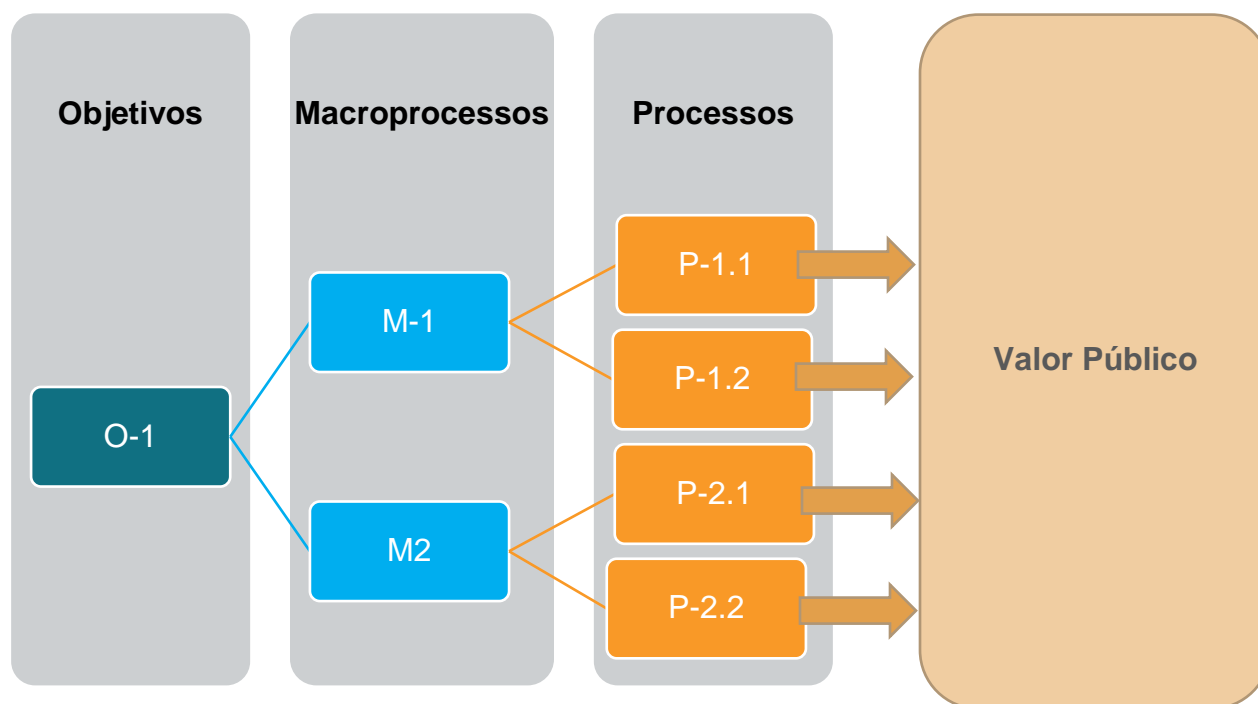 Objetivos
Macroprocessos
Processos
Valor Público
O-1
M-1
M2
P-1.1
P-1.2
P-2.1
P-2.2